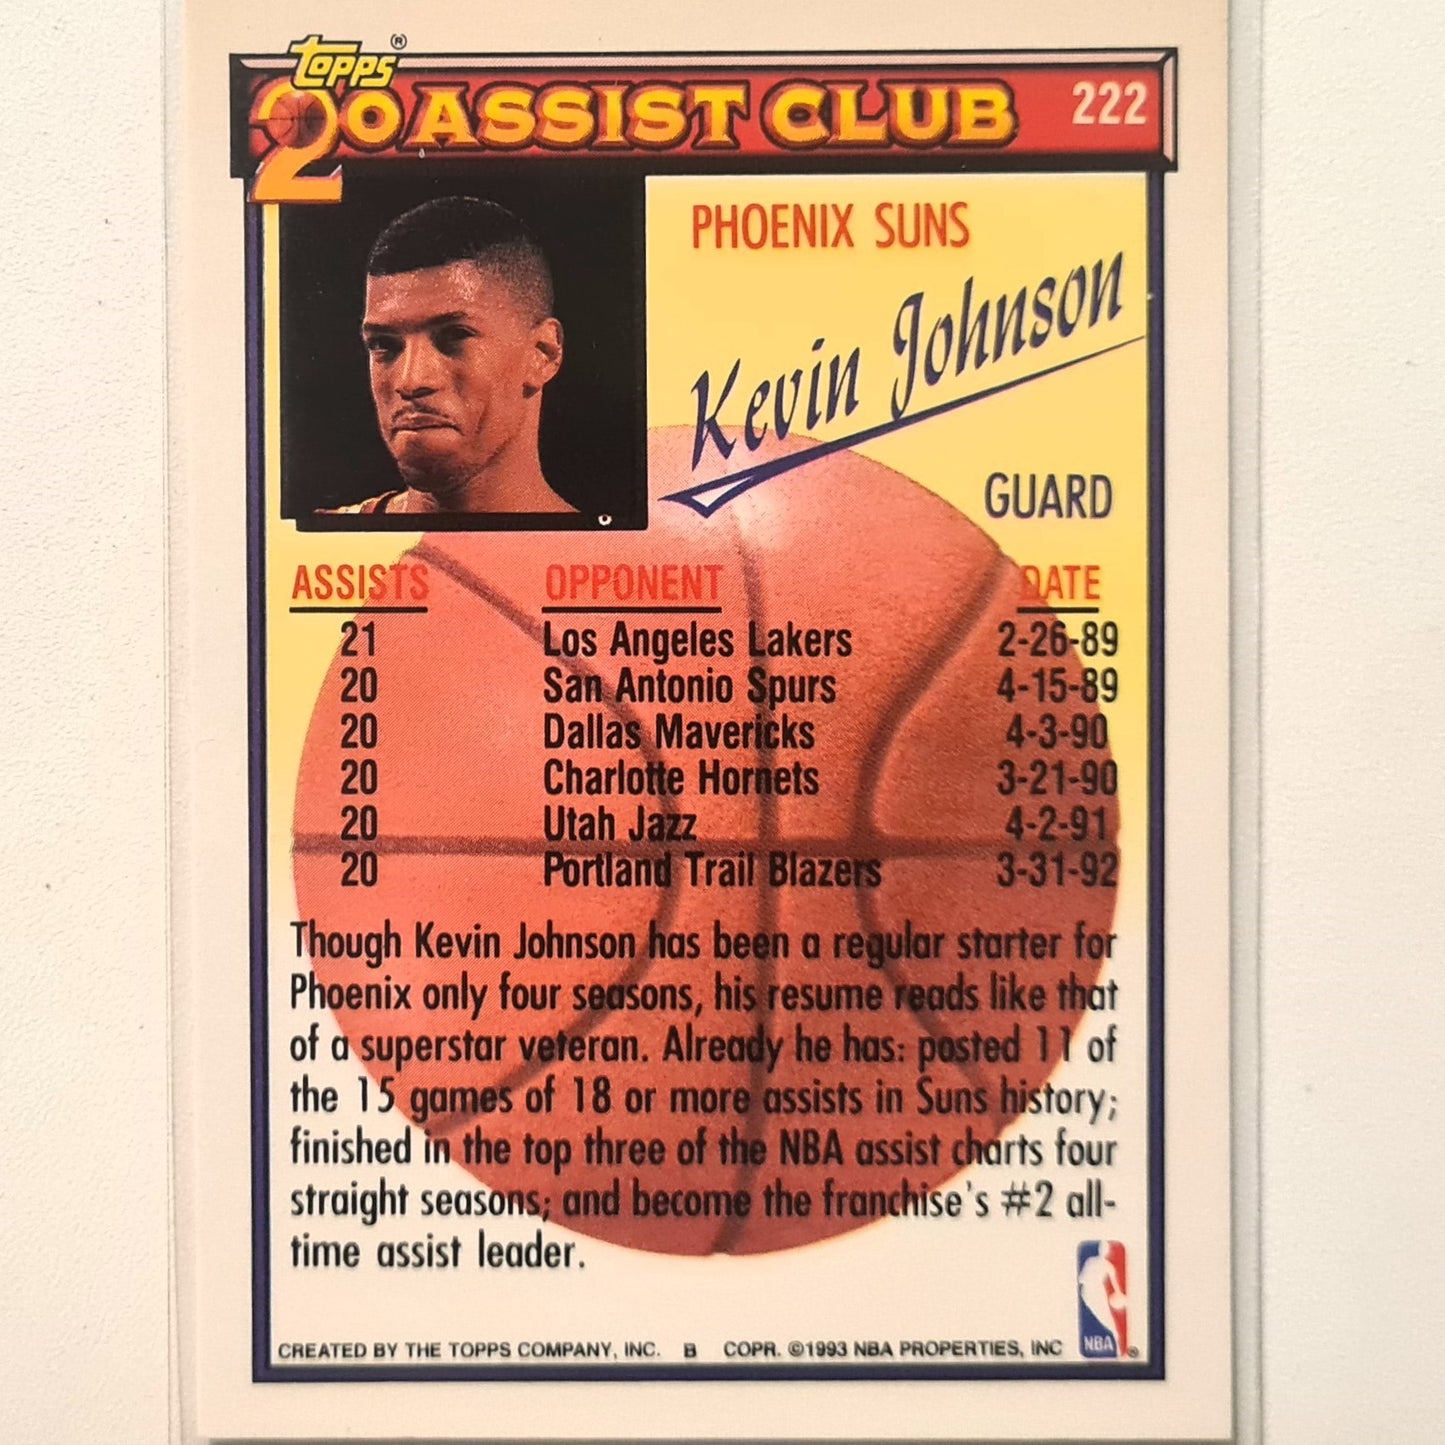 topps®
20 ASSIST CLUB 222
PHOENIX SUNS
Kevin Johnson
GUARD
ASSISTS OPPONENT DATE
21 Los Angeles Lakers 2-26-89
20 San Antonio Spurs 4-15-89
20 Dallas Mavericks 4-3-90
20 Charlotte Hornets 3-21-90
20 Utah Jazz 4-2-91
20 Portland Trail Blazers 3-31-92
Though Kevin Johnson has been a regular starter for
Phoenix only four seasons, his resume reads like that
of a superstar veteran. Already he has: posted 11 of
the 15 games of 18 or more assists in Suns history;
finished in the top three of the NBA assist charts four
straight seasons; and become the franchise's #2 all-
time assist leader.
CREATED BY THE TOPPS COMPANY, INC. B COPR. ©1993 NBA PROPERTIES, INC
NBA ®